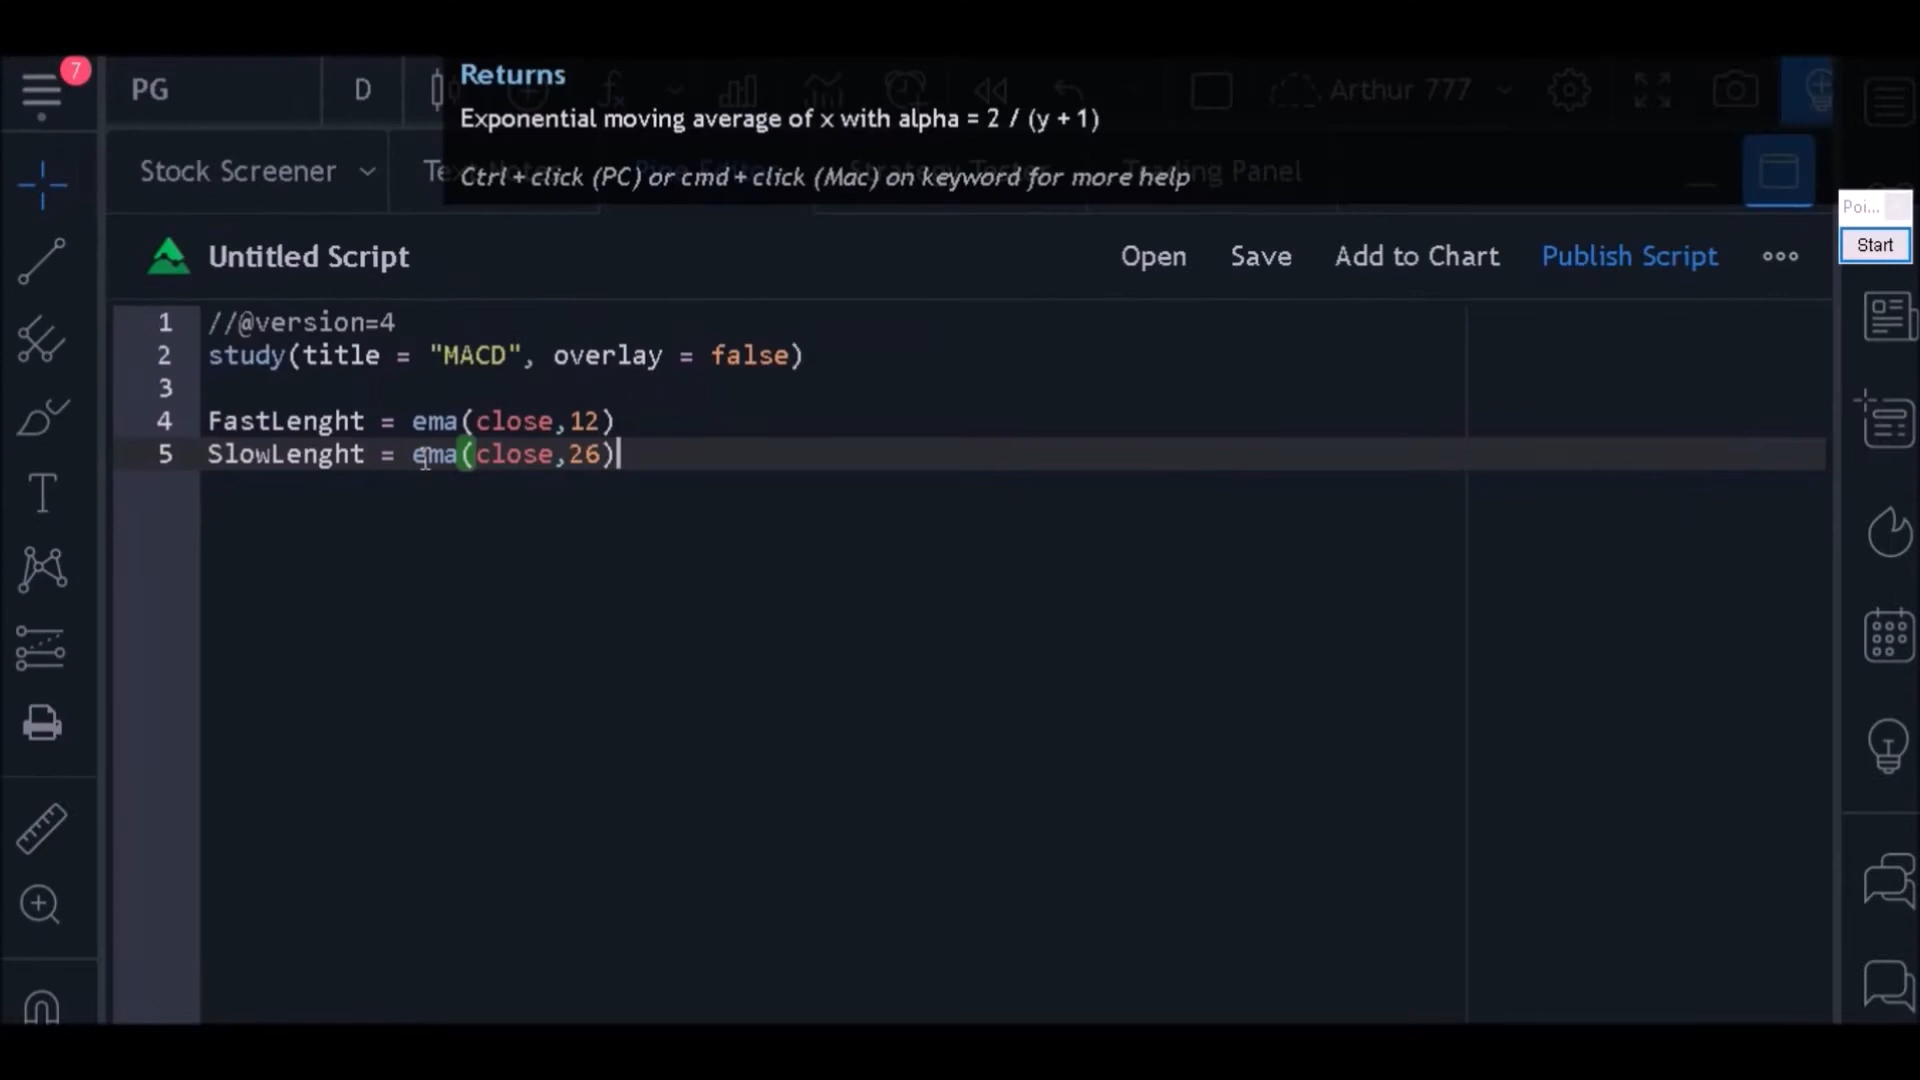 7
PG
D
Returns
Arthur 777
Exponential moving average of x with alpha = 2 / (y + 1)
Stock Screener
Trading Panel
Ctrl + click (PC) or cmd + click (Mac) on keyword for more help
Poi...
Start
Untitled Script
Open
Save
Add to Chart
Publish Script
1 //@version=4
2 study(title = "MACD", overlay = false)
3
4 FastLenght = ema(close,12)
5 SlowLenght = ema(close,26)